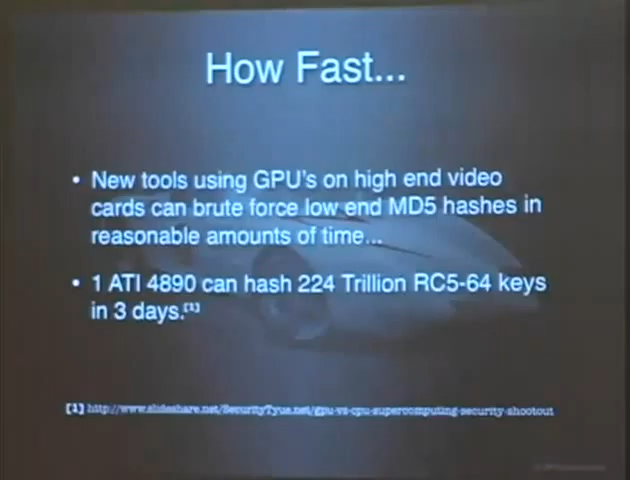 How Fast...
• New tools using GPU's on high end video
cards can brute force low end MD5 hashes in
reasonable amounts of time...
• 1 ATI 4890 can hash 224 Trillion RC5-64 keys
in 3 days.[1]
[1] http://www.slideshare.net/SecurityTube.net/gpu-vs-cpu-supercomputing-security-shootout